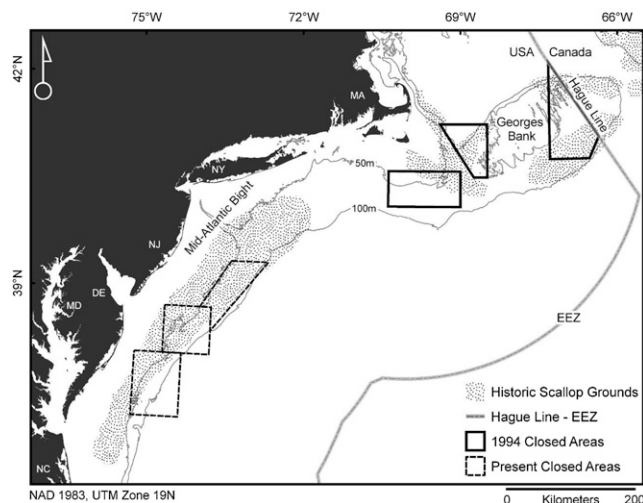 75°W 72°W 69°W 66°W
42°N
USA Canada
MA
Hague Line
Georges
Bank
NY
50m
Mid-Atlantic Bight
100m
NJ
39°N
DE
MD
EEZ
Historic Scallop Grounds
Hague Line - EEZ
1994 Closed Areas
Present Closed Areas
NC
NAD 1983, UTM Zone 19N
0 Kilometers 200